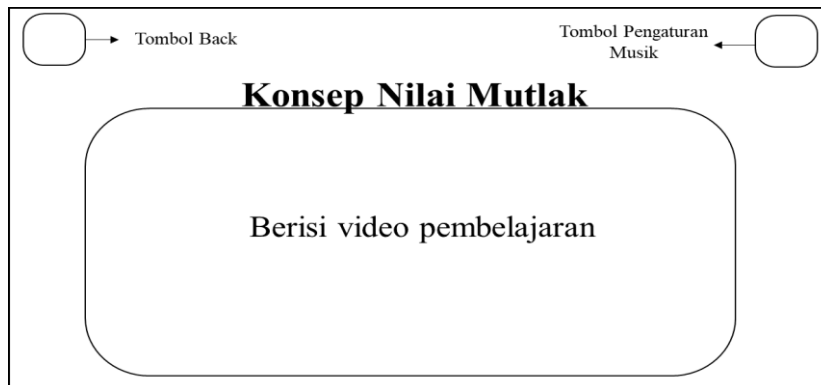 Tombol Back
Tombol Pengaturan
Musik
Konsep Nilai Mutlak
Berisi video pembelajaran